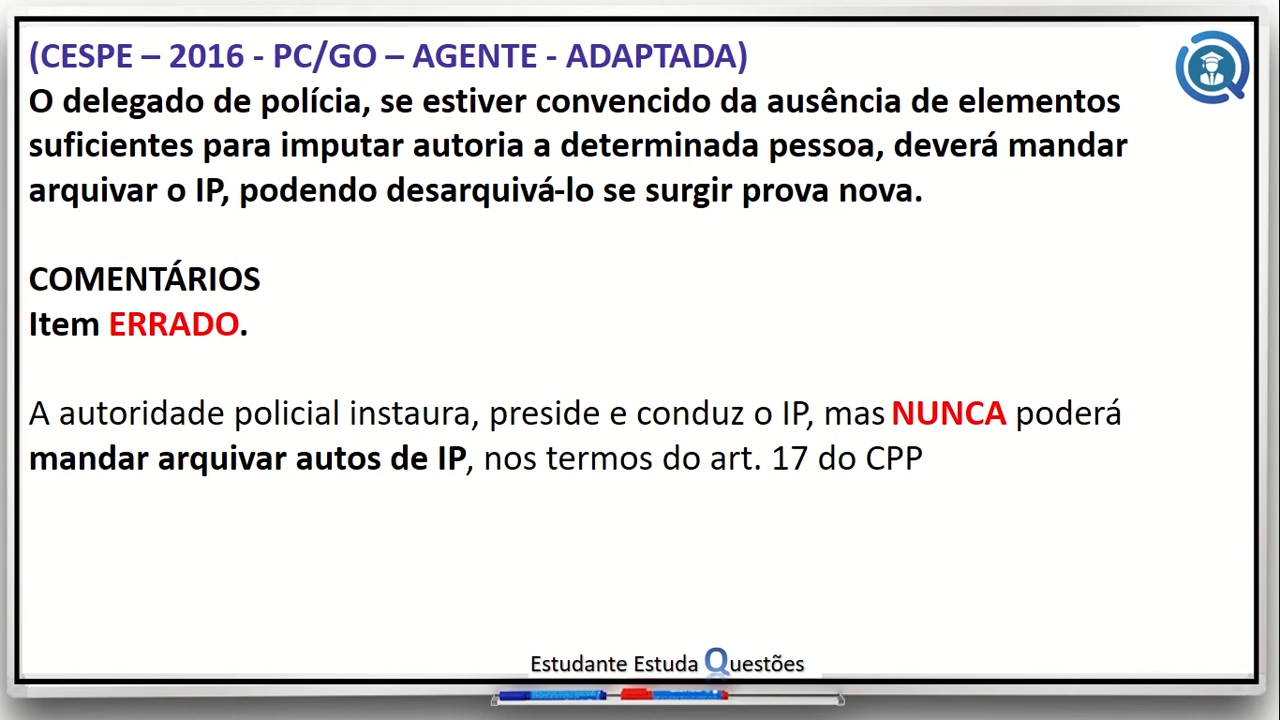 (CESPE – 2016 - PC/GO – AGENTE - ADAPTADA)
O delegado de polícia, se estiver convencido da ausência de elementos
suficientes para imputar autoria a determinada pessoa, deverá mandar
arquivar o IP, podendo desarquivá-lo se surgir prova nova.
COMENTÁRIOS
Item ERRADO.
A autoridade policial instaura, preside e conduz o IP, mas NUNCA poderá
mandar arquivar autos de IP, nos termos do art. 17 do CPP
Estudante Estuda Questões